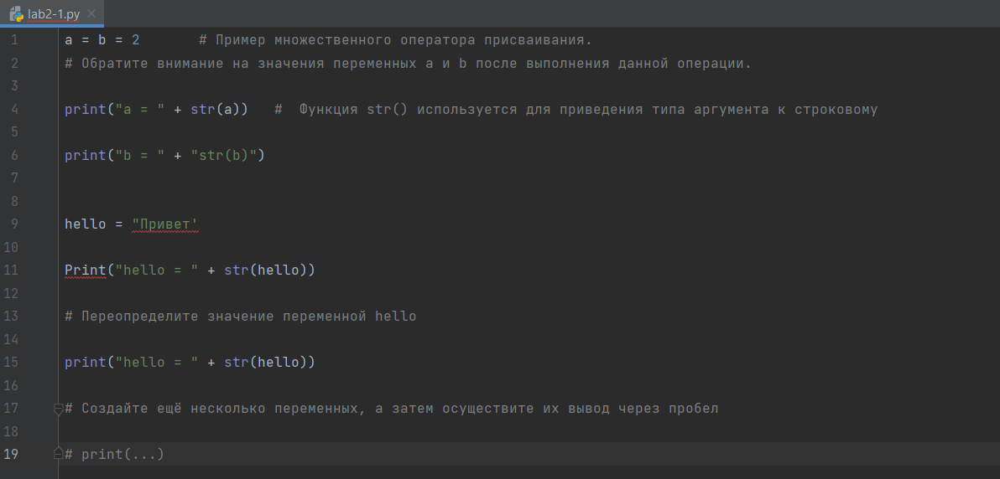 lab2-1.py
1 a = b = 2       # Пример множественного оператора присваивания.
2 # Обратите внимание на значения переменных a и b после выполнения данной операции.
3
4 print("a = " + str(a))   #  Функция str() используется для приведения типа аргумента к строковому
5
6 print("b = " + "str(b)")
7
8
9 hello = "Привет'
10
11 Print("hello = " + str(hello))
12
13 # Переопределите значение переменной hello
14
15 print("hello = " + str(hello))
16
17 # Создайте ещё несколько переменных, а затем осуществите их вывод через пробел
18
19 # print(...)